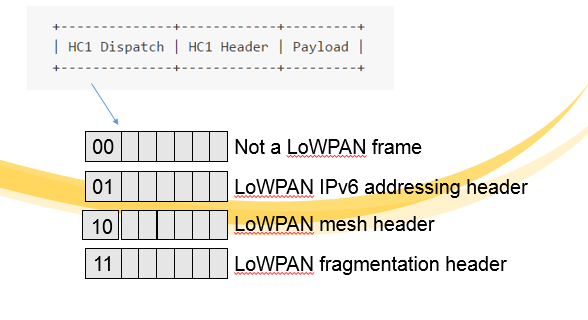 HC1 Dispatch | HC1 Header | Payload |
00 Not a LoWPAN frame
01 LoWPAN IPv6 addressing header
10 LoWPAN mesh header
11 LoWPAN fragmentation header